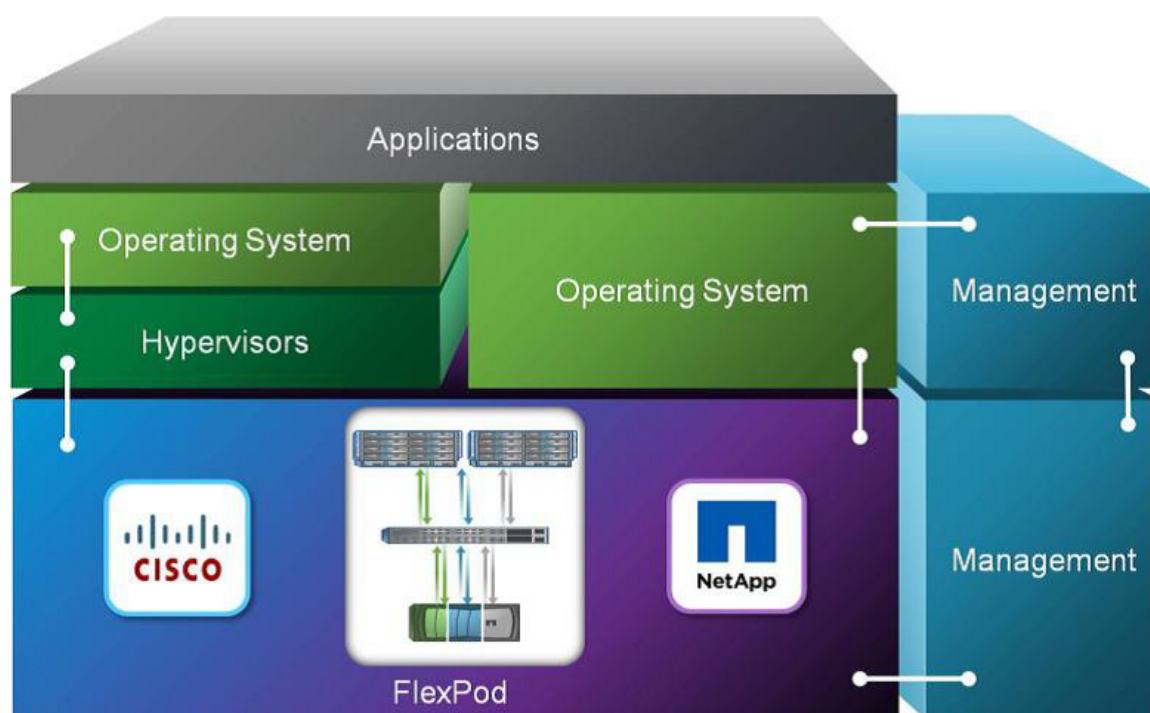 Applications
Operating System
Operating System
Management
Hypervisors
CISCO
NetApp
Management
FlexPod